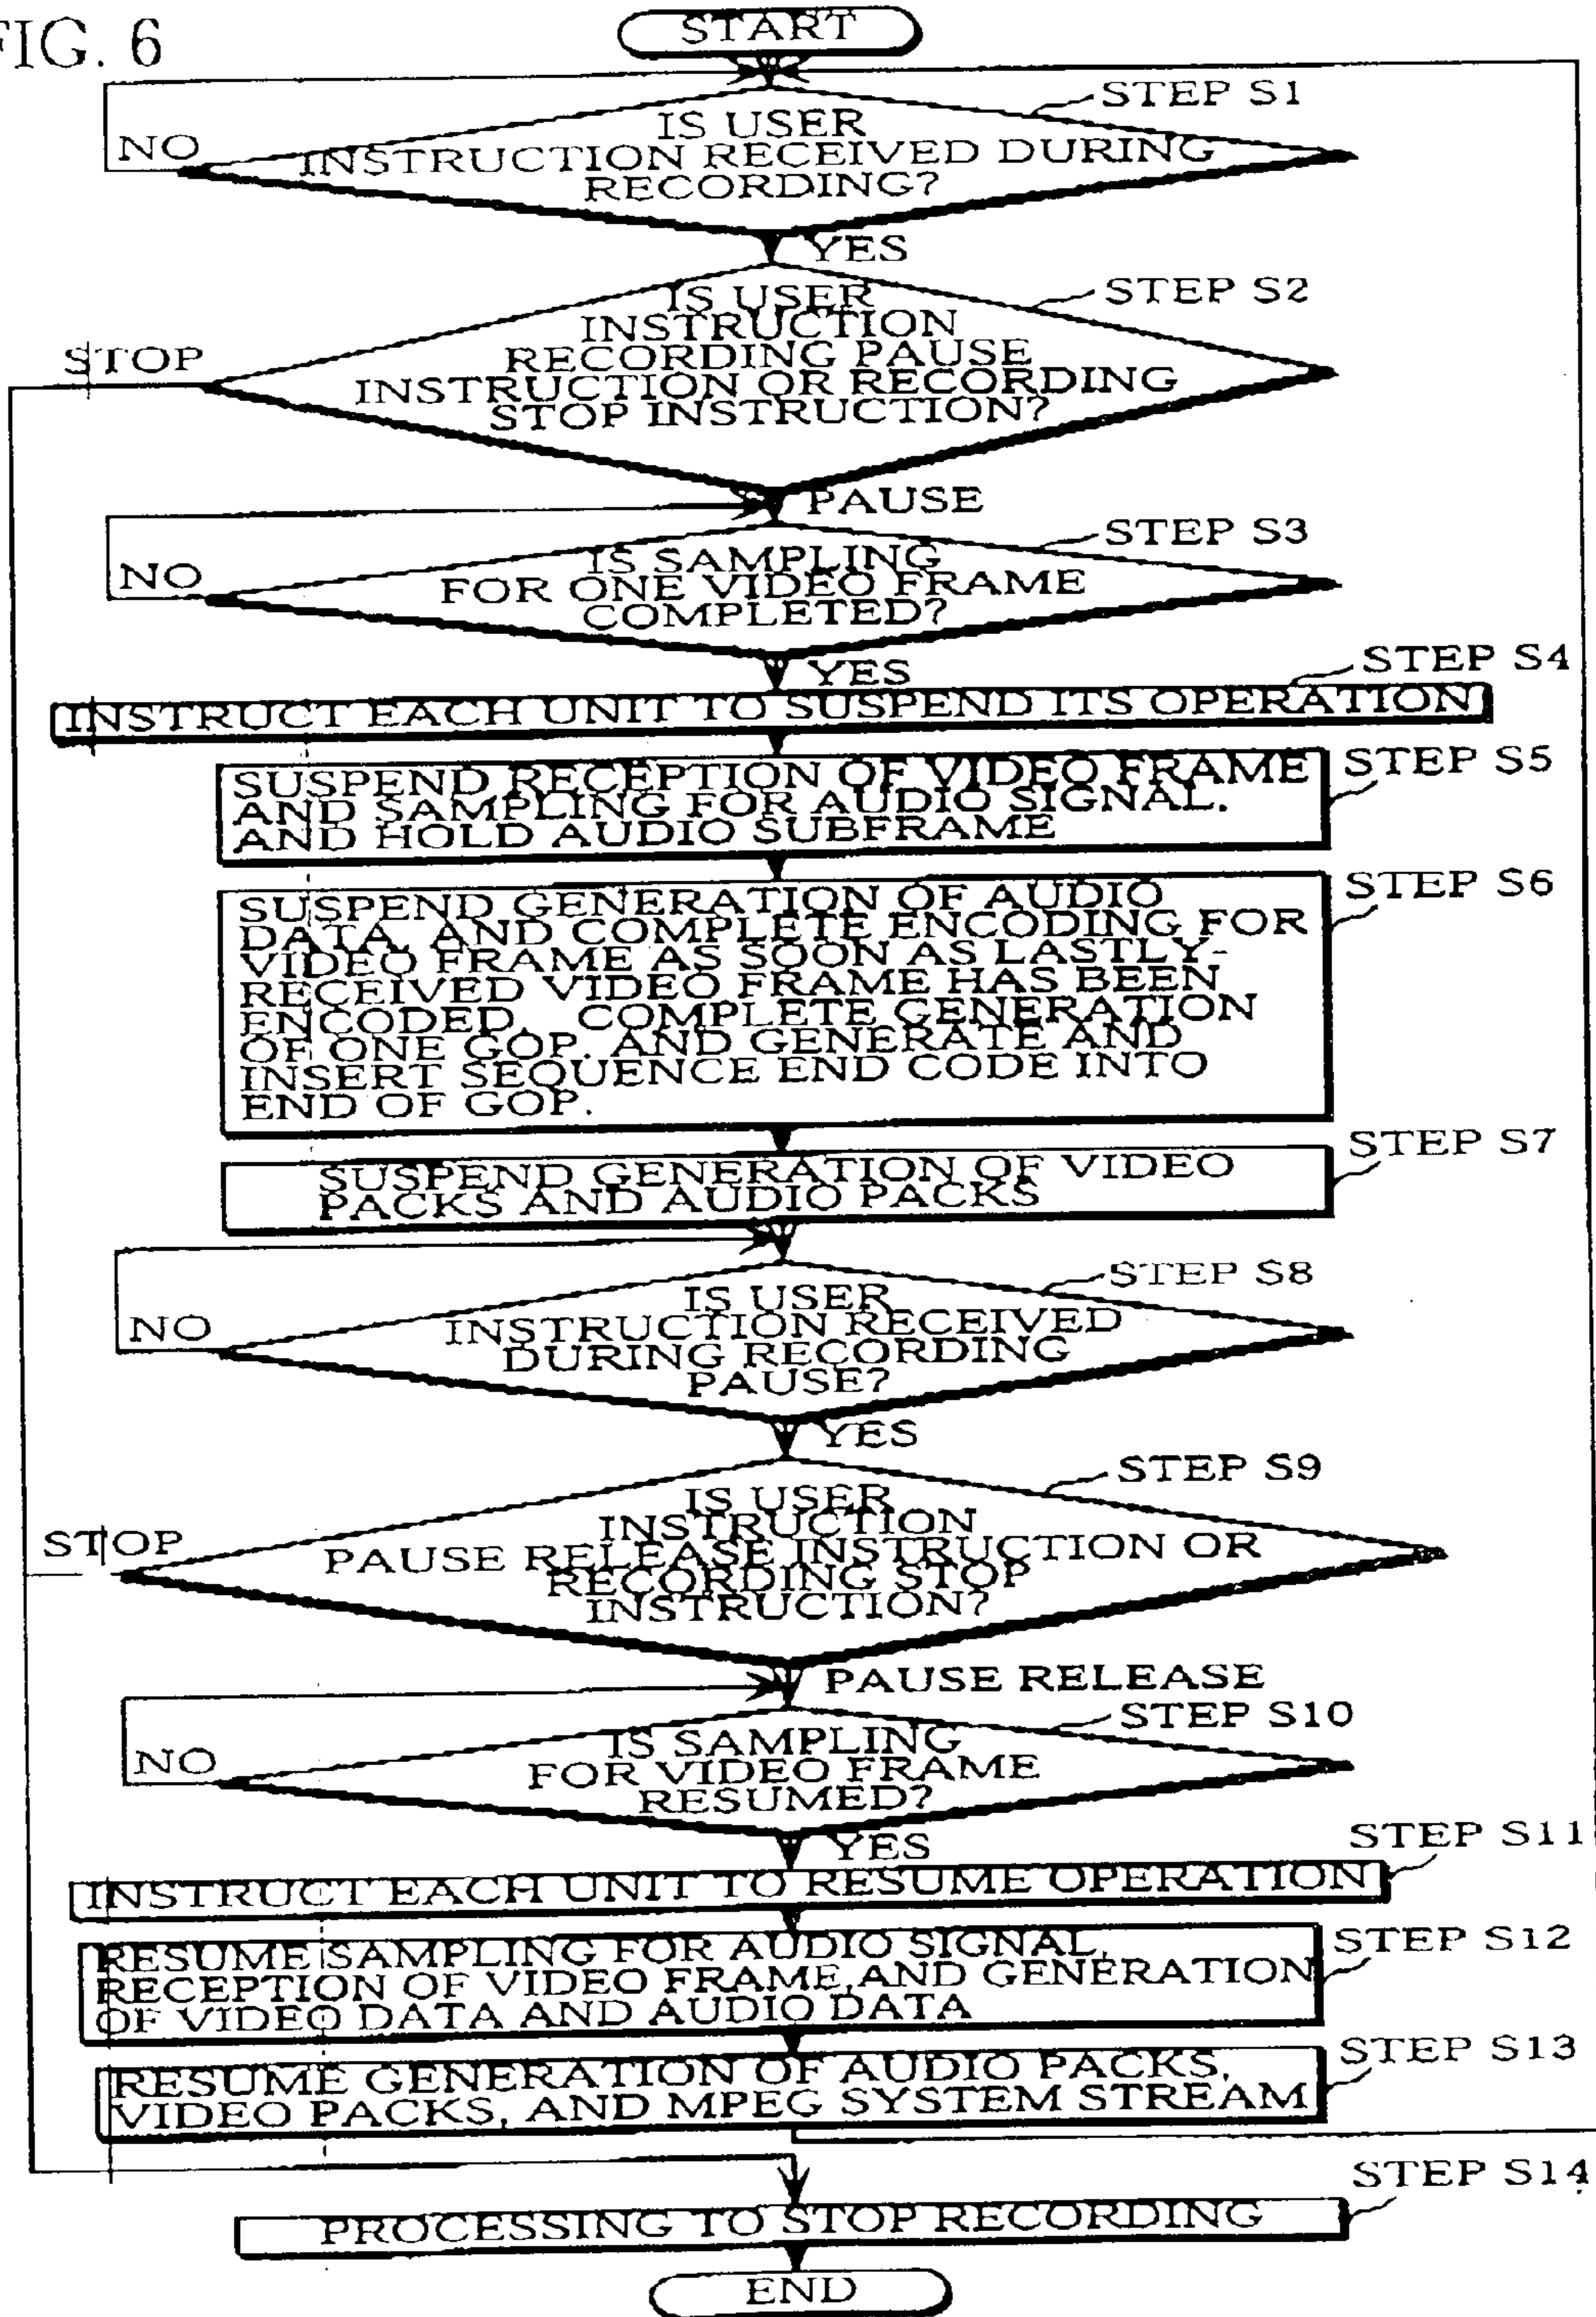 FIG. 6
START
STEP S1
IS USER
INSTRUCTION RECEIVED DURING
RECORDING?
NO
YES
STEP S2
IS USER
INSTRUCTION
RECORDING PAUSE
INSTRUCTION OR RECORDING
STOP INSTRUCTION?
STOP
PAUSE
STEP S3
IS SAMPLING
FOR ONE VIDEO FRAME
COMPLETED?
NO
YES
STEP S4
INSTRUCT EACH UNIT TO SUSPEND ITS OPERATION
STEP S5
SUSPEND RECEPTION OF VIDEO FRAME
AND SAMPLING FOR AUDIO SIGNAL.
AND HOLD AUDIO SUBFRAME
STEP S6
SUSPEND GENERATION OF AUDIO
DATA, AND COMPLETE ENCODING FOR
VIDEO FRAME AS SOON AS LASTLY-
RECEIVED VIDEO FRAME HAS BEEN
ENCODED. COMPLETE GENERATION
OF ONE GOP. AND GENERATE AND
INSERT SEQUENCE END CODE INTO
END OF GOP.
STEP S7
SUSPEND GENERATION OF VIDEO
PACKS AND AUDIO PACKS
STEP S8
IS USER
INSTRUCTION RECEIVED
DURING RECORDING
PAUSE?
NO
YES
STEP S9
IS USER
INSTRUCTION
PAUSE RELEASE INSTRUCTION OR
RECORDING STOP
INSTRUCTION?
STOP
PAUSE RELEASE
STEP S10
IS SAMPLING
FOR VIDEO FRAME
RESUMED?
NO
YES
STEP S11
INSTRUCT EACH UNIT TO RESUME OPERATION
STEP S12
RESUME SAMPLING FOR AUDIO SIGNAL,
RECEPTION OF VIDEO FRAME, AND GENERATION
OF VIDEO DATA AND AUDIO DATA
STEP S13
RESUME GENERATION OF AUDIO PACKS,
VIDEO PACKS, AND MPEG SYSTEM STREAM
STEP S14
PROCESSING TO STOP RECORDING
END